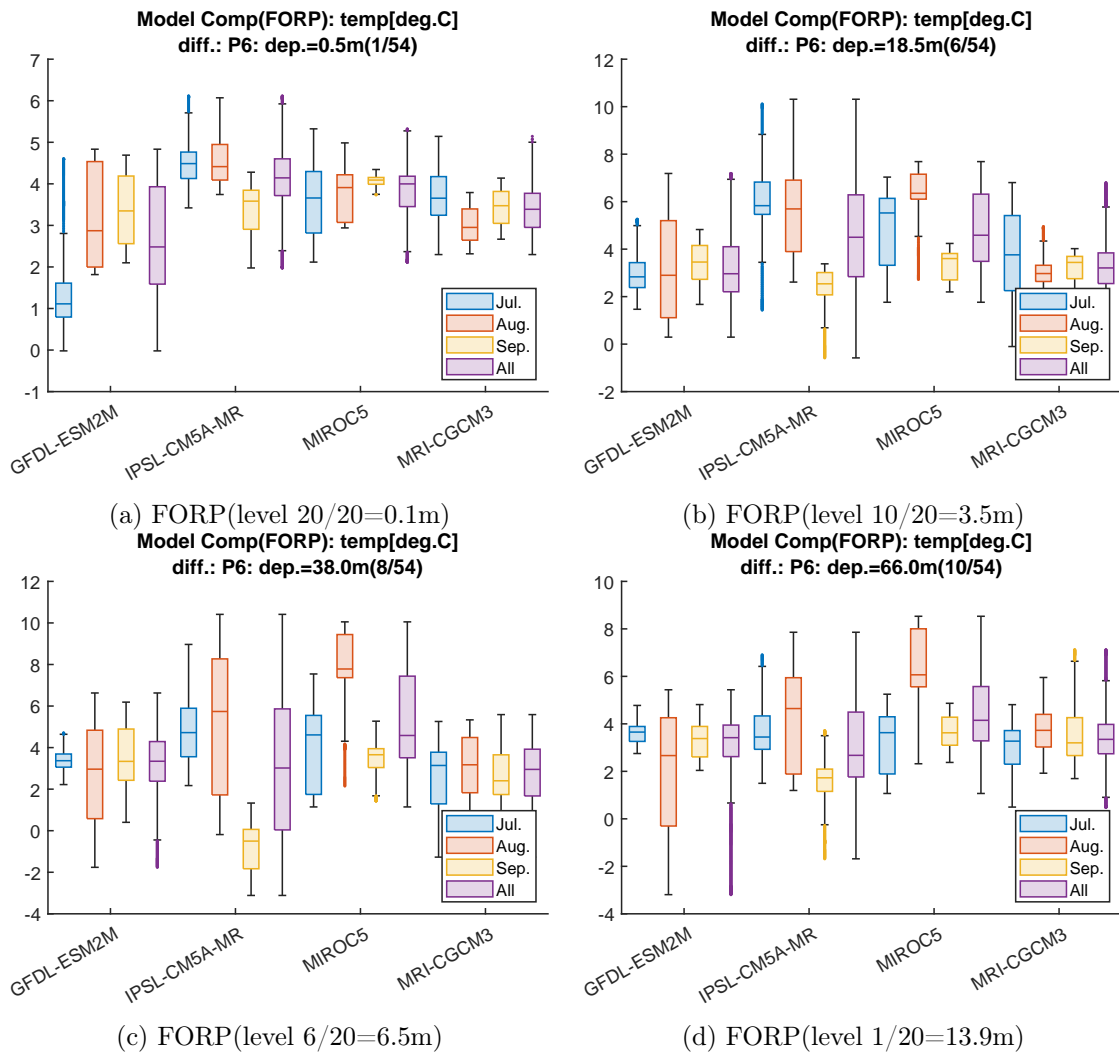 Model Comp(FORP): temp[deg.C]
diff.: P6: dep.=0.5m(1/54)
7
6
5
4
3
2
1
0
-1
Jul.
Aug.
Sep.
All
GFDL-ESM2M
IPSL-CM5A-MR
MIROC5
MRI-CGCM3
(a) FORP(level 20/20=0.1m)
Model Comp(FORP): temp[deg.C]
diff.: P6: dep.=18.5m(6/54)
12
10
8
6
4
2
0
-2
Jul.
Aug.
Sep.
All
GFDL-ESM2M
IPSL-CM5A-MR
MIROC5
MRI-CGCM3
(b) FORP(level 10/20=3.5m)
Model Comp(FORP): temp[deg.C]
diff.: P6: dep.=38.0m(8/54)
12
10
8
6
4
2
0
-2
-4
Jul.
Aug.
Sep.
All
GFDL-ESM2M
IPSL-CM5A-MR
MIROC5
MRI-CGCM3
(c) FORP(level 6/20=6.5m)
Model Comp(FORP): temp[deg.C]
diff.: P6: dep.=66.0m(10/54)
10
8
6
4
2
0
-2
-4
Jul.
Aug.
Sep.
All
GFDL-ESM2M
IPSL-CM5A-MR
MIROC5
MRI-CGCM3
(d) FORP(level 1/20=13.9m)